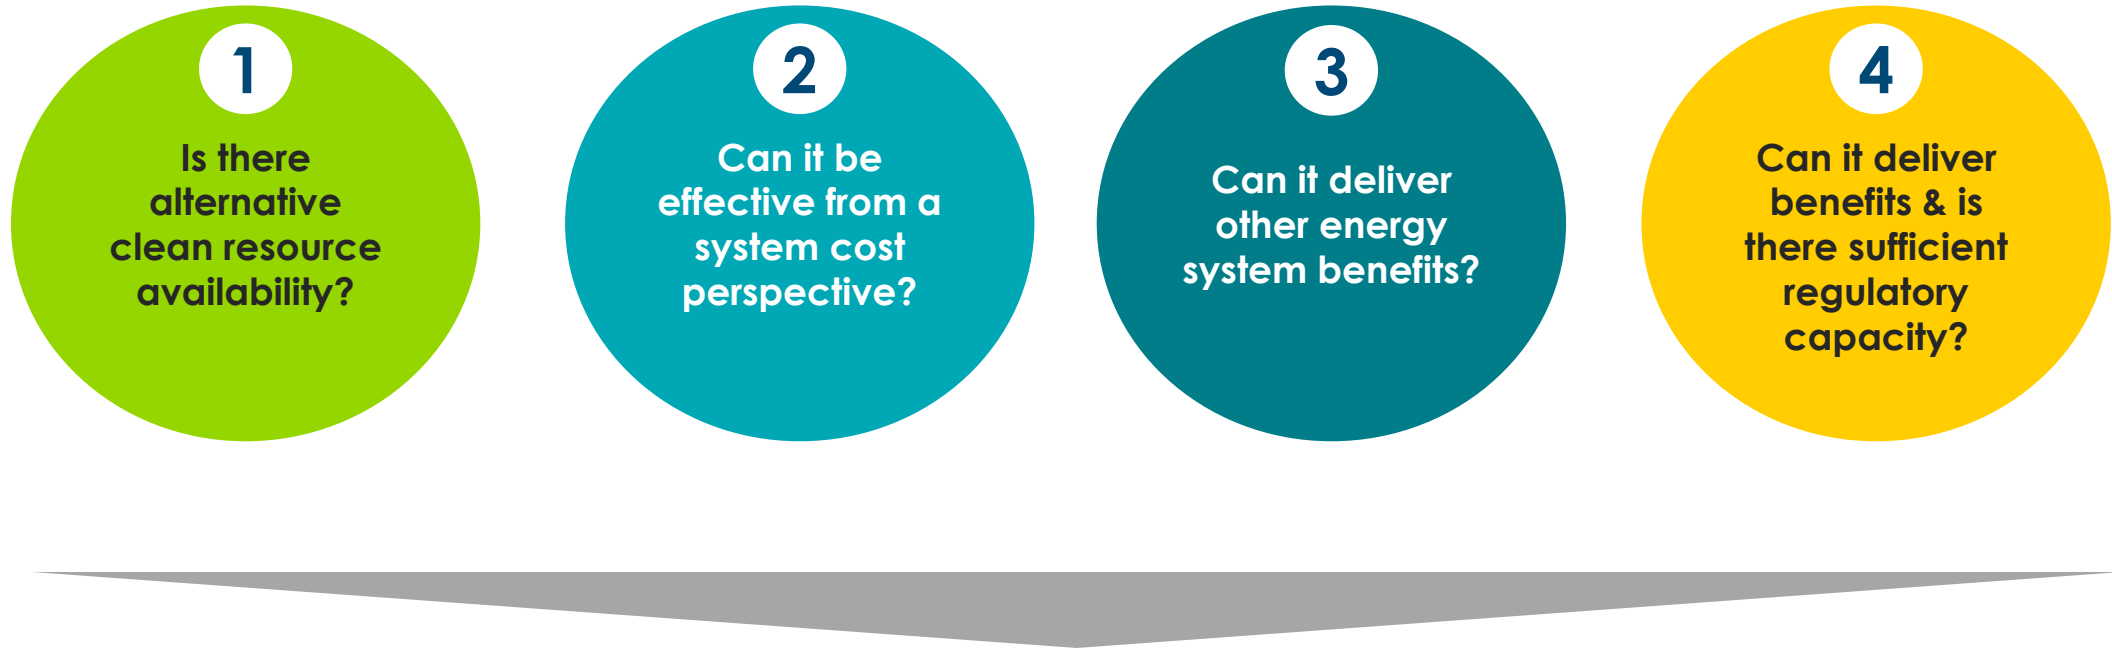 1
Is there
alternative
clean resource
availability?
2
Can it be
effective from a
system cost
perspective?
3
Can it deliver
other energy
system benefits?
4
Can it deliver
benefits & is
there sufficient
regulatory
capacity?